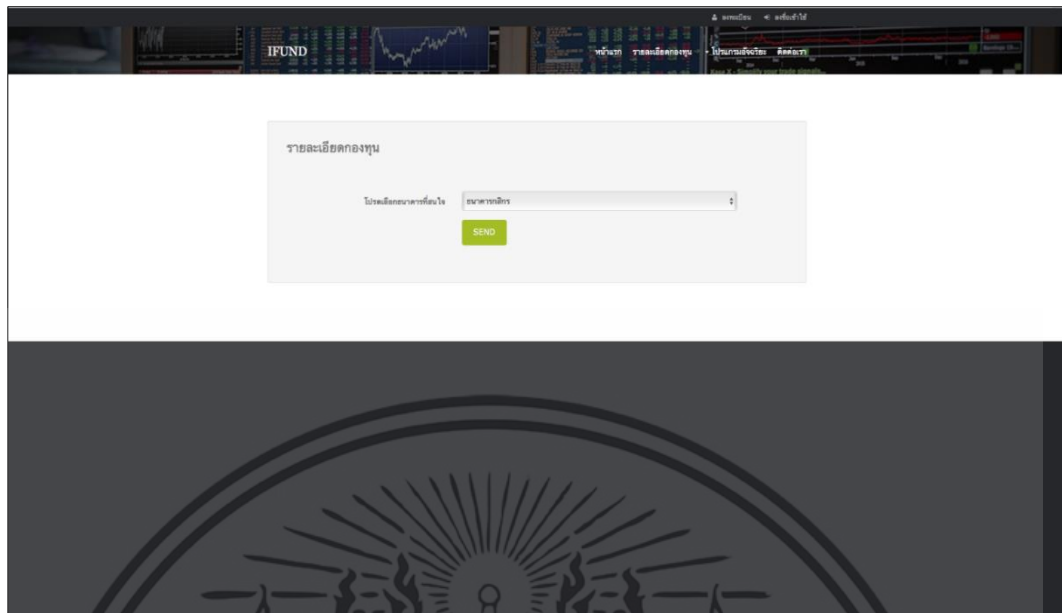 ลงทะเบียน ลงชื่อเข้าใช้
IFUND หน้าแรก รายละเอียดกองทุน โปรแกรมอัจฉริยะ ติดต่อเรา
รายละเอียดกองทุน
โปรดเลือกธนาคารที่สนใจ ธนาคารกสิกร
SEND